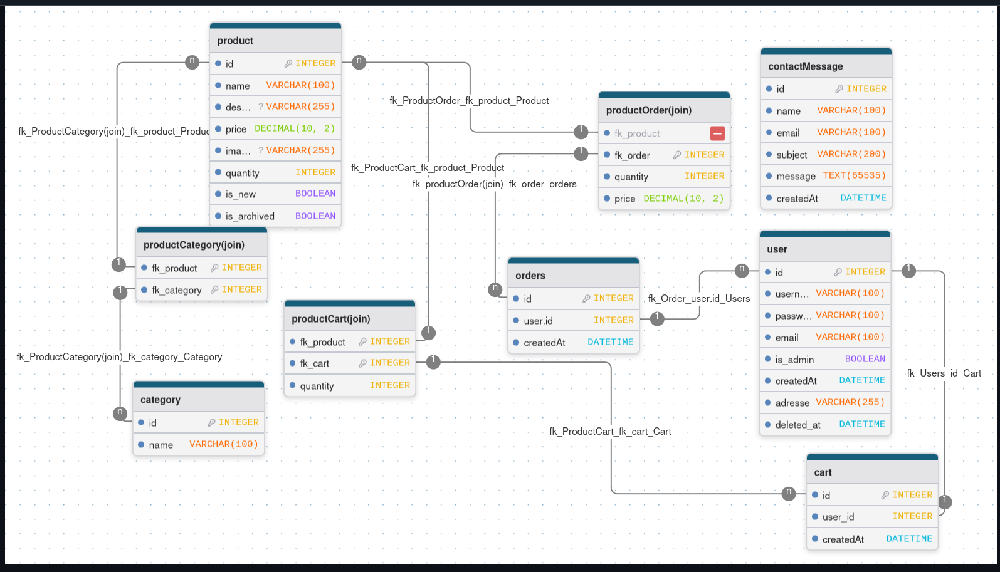 product
id INTEGER
name VARCHAR(100)
des... ? VARCHAR(255)
price DECIMAL(10, 2)
ima... ? VARCHAR(255)
quantity INTEGER
is_new BOOLEAN
is_archived BOOLEAN
n
n
fk_ProductCategory(join)_fk_product_Produc
fk_ProductOrder_fk_product_Product
fk_ProductCart_fk_product_Product
fk_productOrder(join)_fk_order_orders
productOrder(join)
1
fk_product
1
fk_order INTEGER
quantity INTEGER
price DECIMAL(10, 2)
contactMessage
id INTEGER
name VARCHAR(100)
email VARCHAR(100)
subject VARCHAR(200)
message TEXT(65535)
createdAt DATETIME
productCategory(join)
1
fk_product INTEGER
1
fk_category INTEGER
fk_ProductCategory(join)_fk_category_Category
category
n
id INTEGER
name VARCHAR(100)
productCart(join)
fk_product INTEGER
1
fk_cart INTEGER
1
quantity INTEGER
fk_ProductCart_fk_cart_Cart
orders
n
id INTEGER
user.id INTEGER
1
createdAt DATETIME
fk_Order_user.id_Users
user
n
id INTEGER
1
usern... VARCHAR(100)
passw... VARCHAR(100)
email VARCHAR(100)
is_admin BOOLEAN
createdAt DATETIME
adresse VARCHAR(255)
deleted_at DATETIME
fk_Users_id_Cart
cart
n
id INTEGER
1
user_id INTEGER
createdAt DATETIME